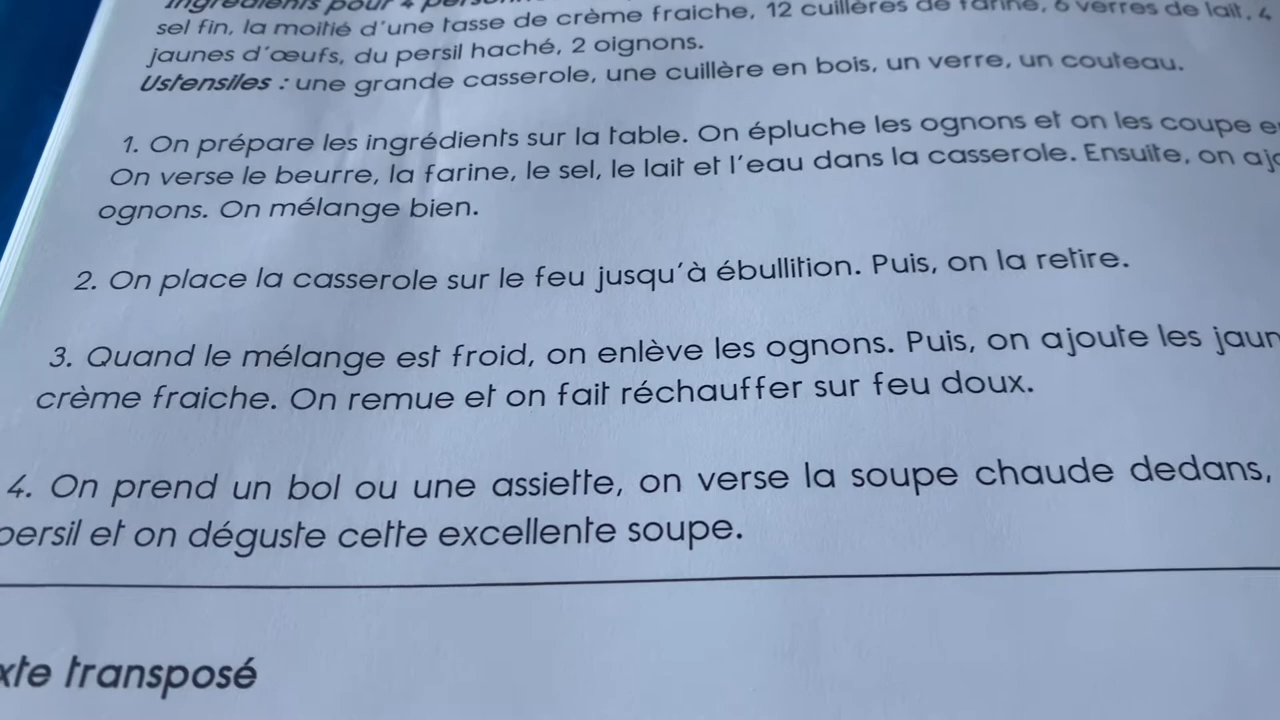 Ingrédients pour 4
sel fin, la moitié d'une tasse de crème fraiche, 12 cuillères de farine, 6 verres de lait, 4
jaunes d'œufs, du persil haché, 2 oignons.
Ustensiles : une grande casserole, une cuillère en bois, un verre, un couteau.
1. On prépare les ingrédients sur la table. On épluche les ognons et on les coupe
On verse le beurre, la farine, le sel, le lait et l'eau dans la casserole. Ensuite, on
ognons. On mélange bien.
2. On place la casserole sur le feu jusqu'à ébullition. Puis, on la retire.
3. Quand le mélange est froid, on enlève les ognons. Puis, on ajoute les
crème fraiche. On remue et on fait réchauffer sur feu doux.
4. On prend un bol ou une assiette, on verse la soupe chaude dedans,
persil et on déguste cette excellente soupe.
transposé